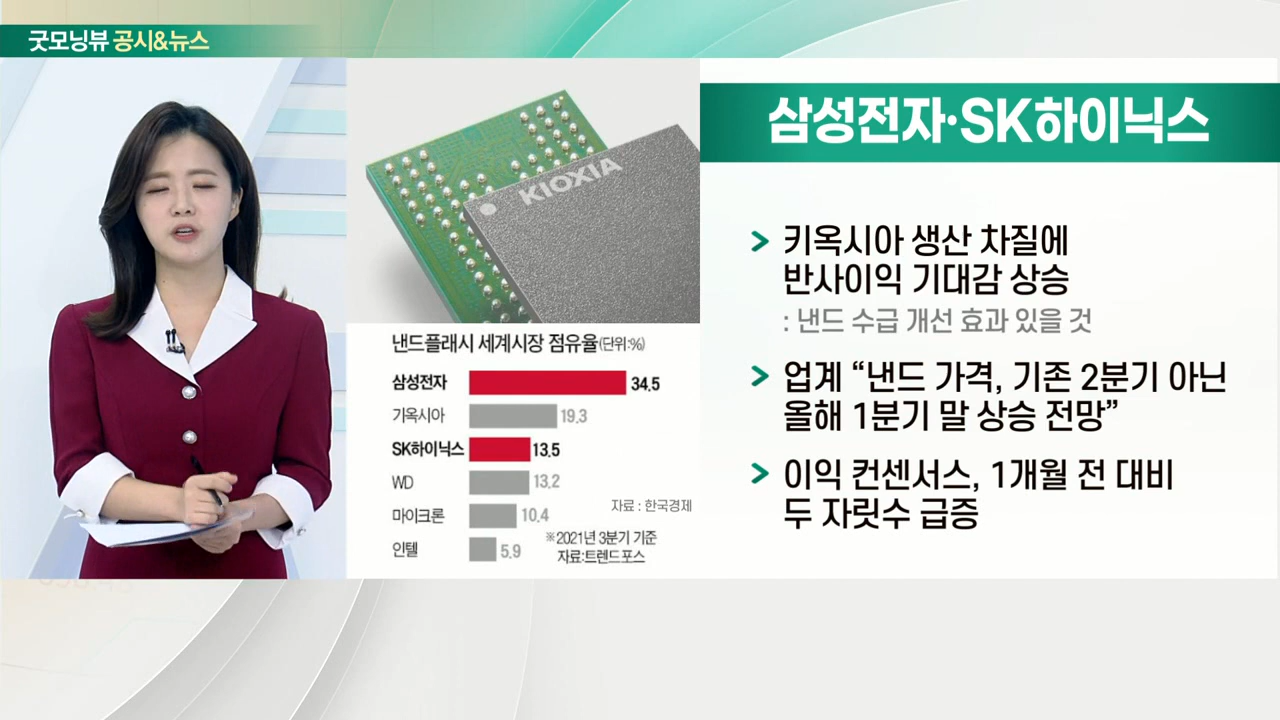 굿모닝뷰 공시&뉴스
삼성전자·SK하이닉스
KIOXIA
> 키옥시아 생산 차질에
반사이익 기대감 상승
: 낸드 수급 개선 효과 있을 것
> 업계 “낸드 가격, 기존 2분기 아닌
올해 1분기 말 상승 전망”
> 이익 컨센서스, 1개월 전 대비
두 자릿수 급증
낸드플래시 세계시장 점유율(단위:%)
삼성전자 34.5
기옥시아 19.3
SK하이닉스 13.5
WD 13.2
마이크론 10.4
인텔 5.9
자료 : 한국경제
※2021년 3분기 기준
자료:트렌드포스